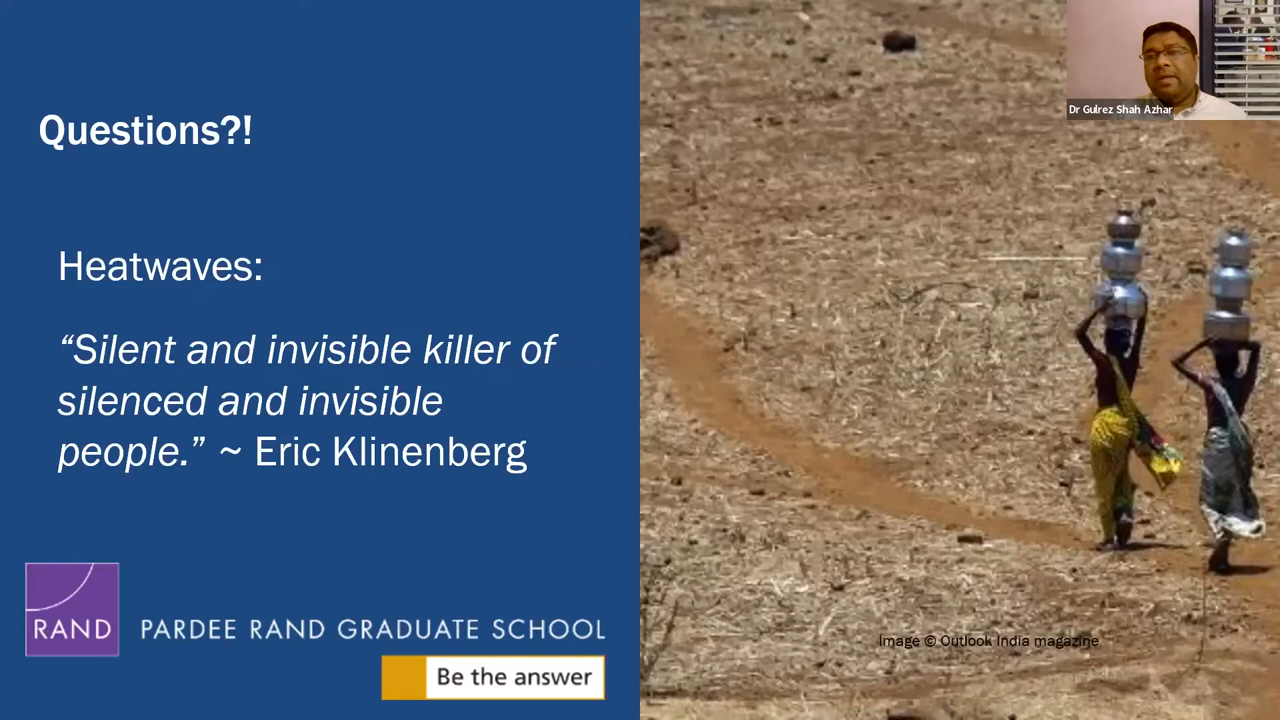 Dr Gulrez Shah Azhar
Questions?!
Heatwaves:
“Silent and invisible killer of
silenced and invisible
people.” ~ Eric Klinenberg
RAND
PARDEE RAND GRADUATE SCHOOL
Be the answer
Image © Outlook India magazine